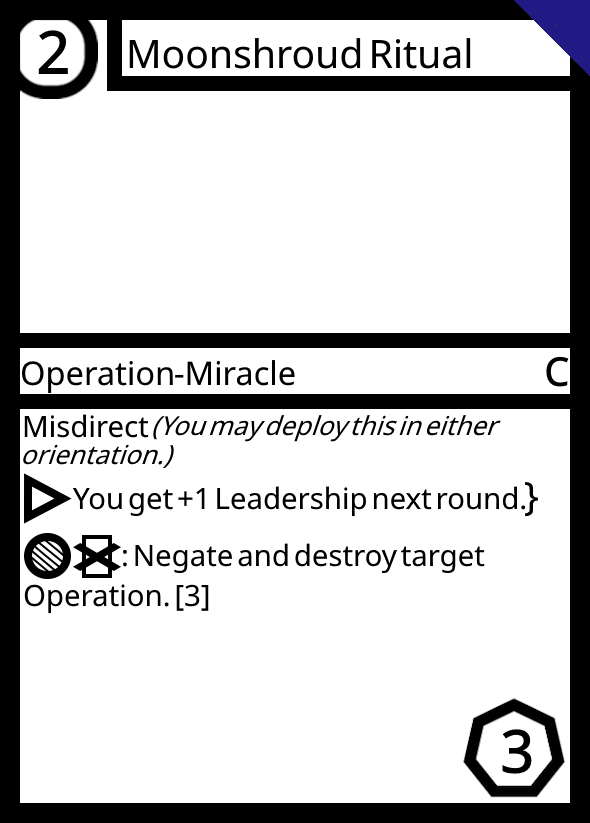 2
Moonshroud Ritual
Operation-Miracle
C
Misdirect (You may deploy this in either
orientation.)
You get +1 Leadership next round.}
: Negate and destroy target
Operation. [3]
3